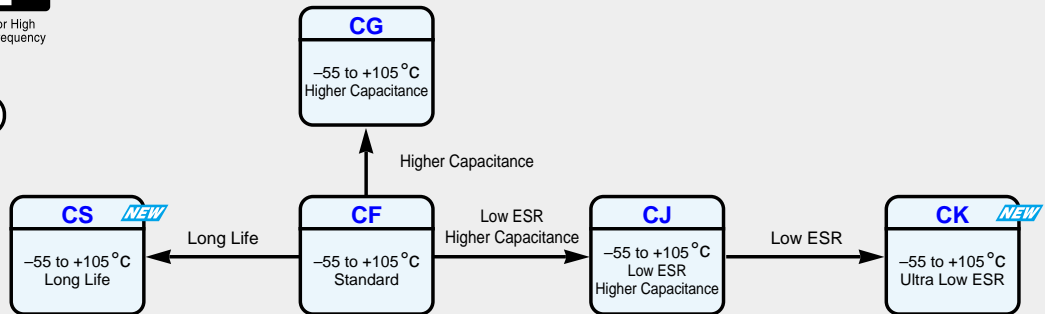 or High
equency
CG
–55 to +105°C
Higher Capacitance
Higher Capacitance
CS NEW
–55 to +105°C
Long Life
Long Life
CF
–55 to +105°C
Standard
Low ESR
Higher Capacitance
CJ
–55 to +105°C
Low ESR
Higher Capacitance
Low ESR
CK NEW
–55 to +105°C
Ultra Low ESR